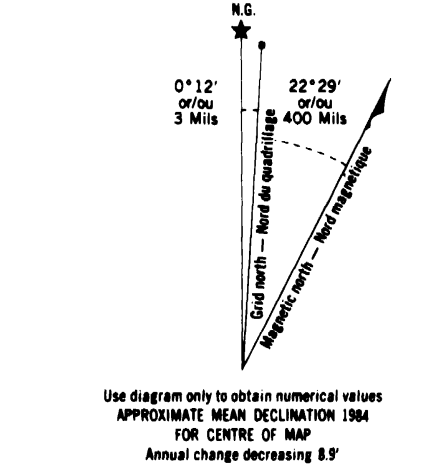 N.G.
0°12'
or/ou
3 Mils
22°29'
or/ou
400 Mils
Grid north — Nord du quadrillage
Magnetic north — Nord magnetique
Use diagram only to obtain numerical values
APPROXIMATE MEAN DECLINATION 1984
FOR CENTRE OF MAP
Annual change decreasing 8.9'